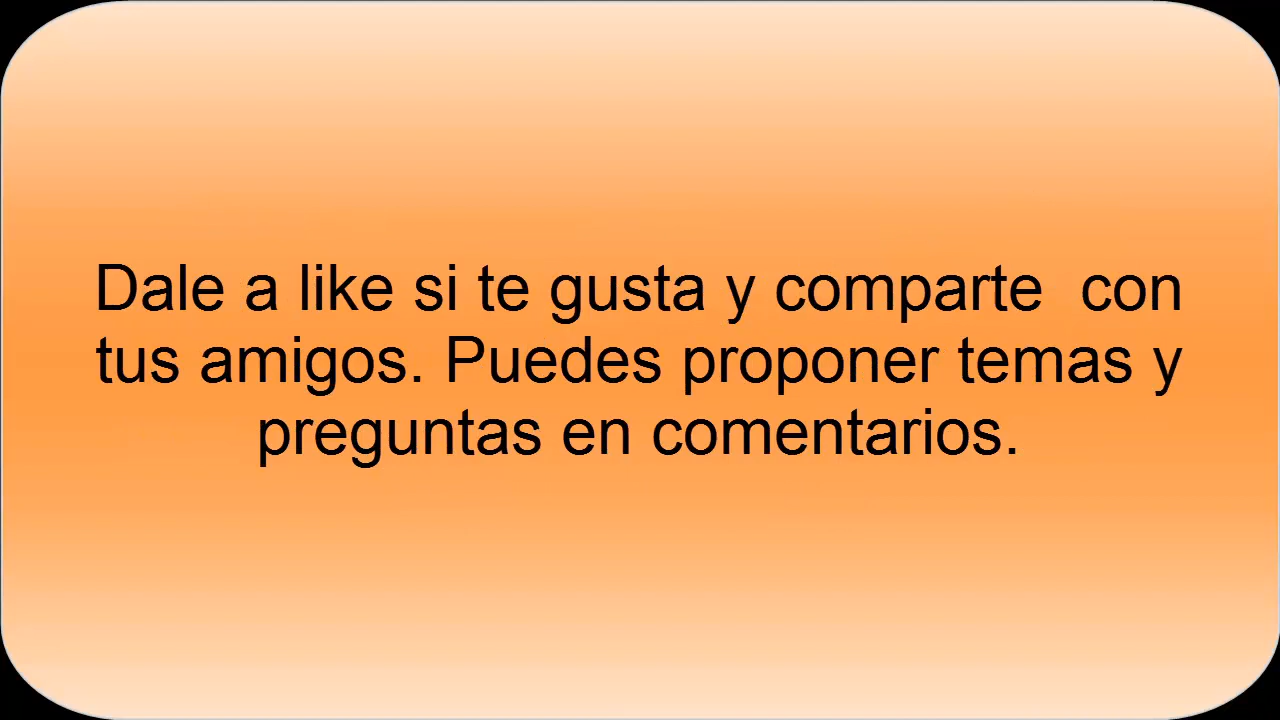 Dale a like si te gusta y comparte  con
tus amigos. Puedes proponer temas y
preguntas en comentarios.